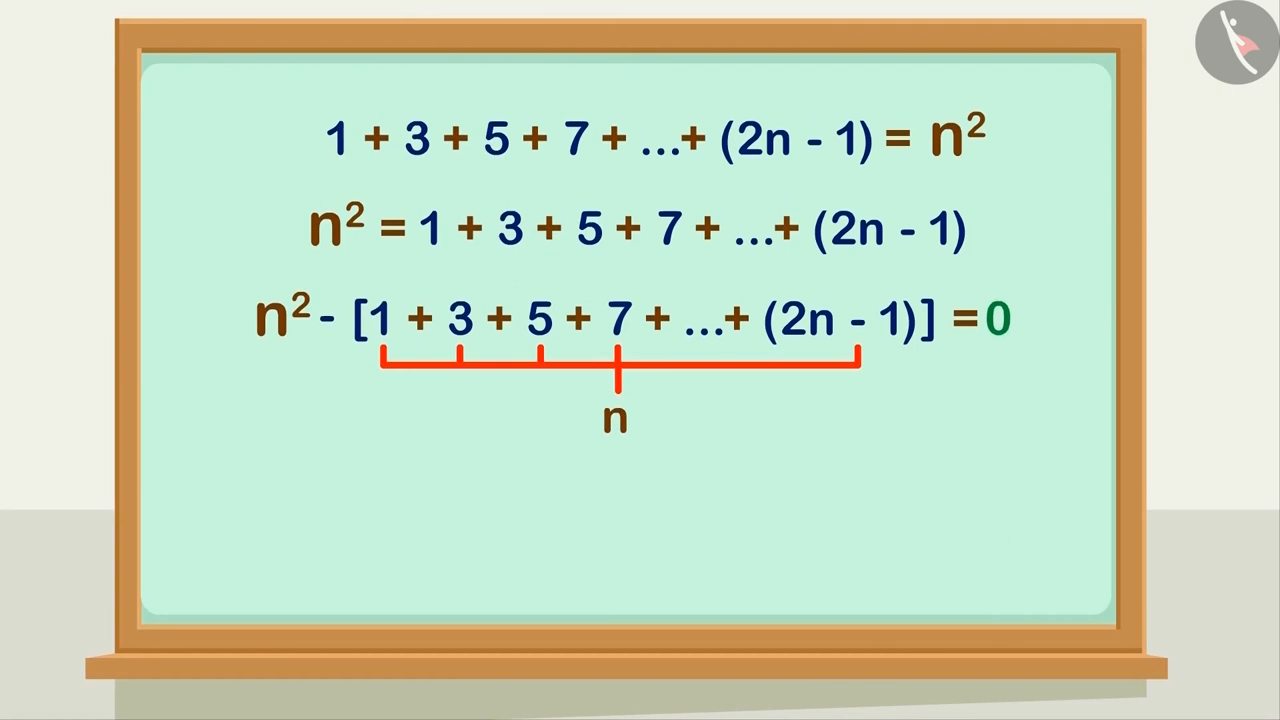 1 + 3 + 5 + 7 + ...+ (2n - 1) = n²
n² = 1 + 3 + 5 + 7 + ...+ (2n - 1)
n² - [1 + 3 + 5 + 7 + ...+ (2n - 1)] = 0
n